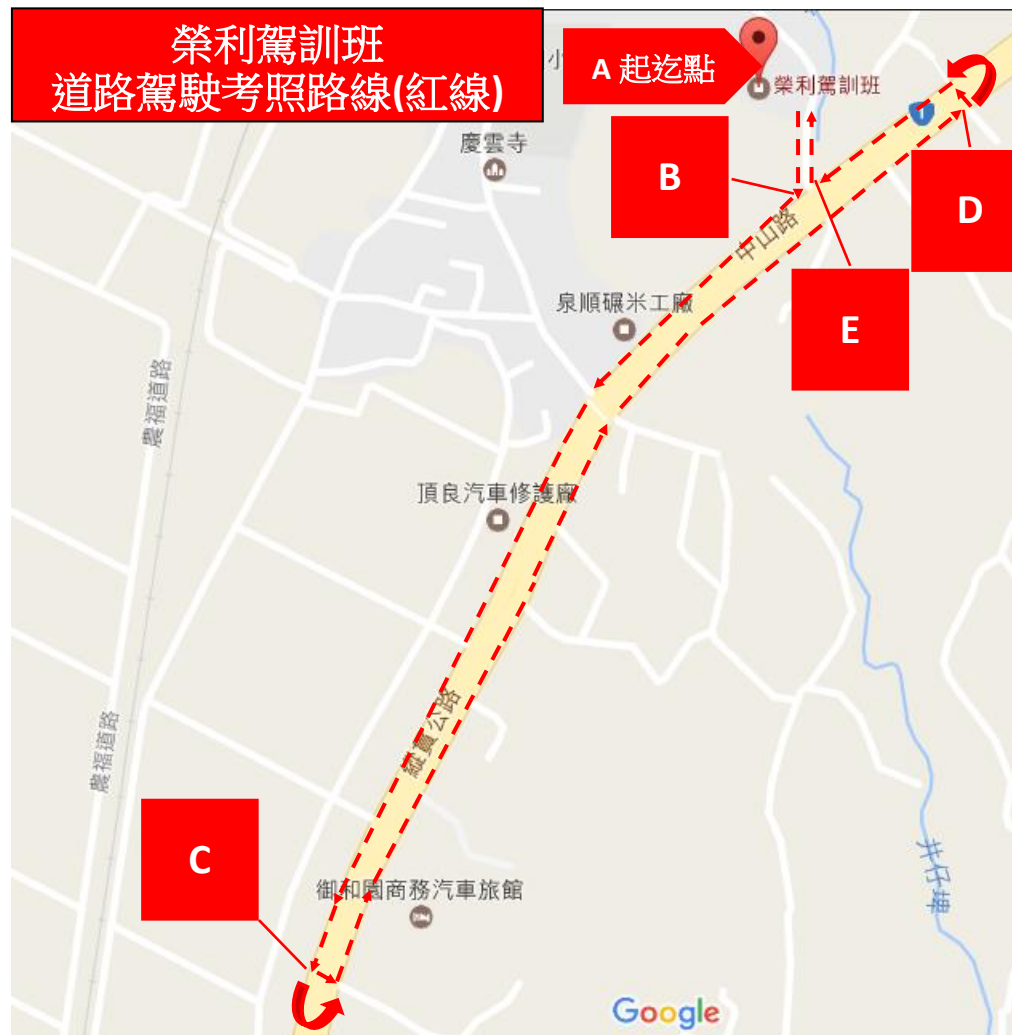 榮利駕訓班
道路駕駛考照路線(紅線)
小
A 起迄點
榮利駕訓班
1
慶雲寺
B
D
中山路
E
泉順碾米工廠
農福道路
頂良汽車修護廠
縱貫公路
農福道路
C
御和園商務汽車旅館
井仔埤
Google